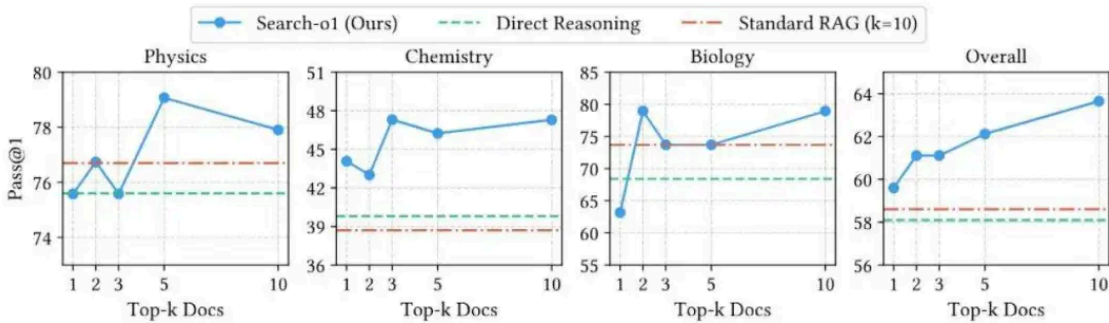 Search-o1 (Ours) Direct Reasoning Standard RAG (k=10)
Physics Chemistry Biology Overall
Pass@1
80
78
76
74
1 2 3 5 10
Top-k Docs
51
48
45
42
39
36
1 2 3 5 10
Top-k Docs
85
80
75
70
65
60
55
1 2 3 5 10
Top-k Docs
64
62
60
58
56
1 2 3 5 10
Top-k Docs